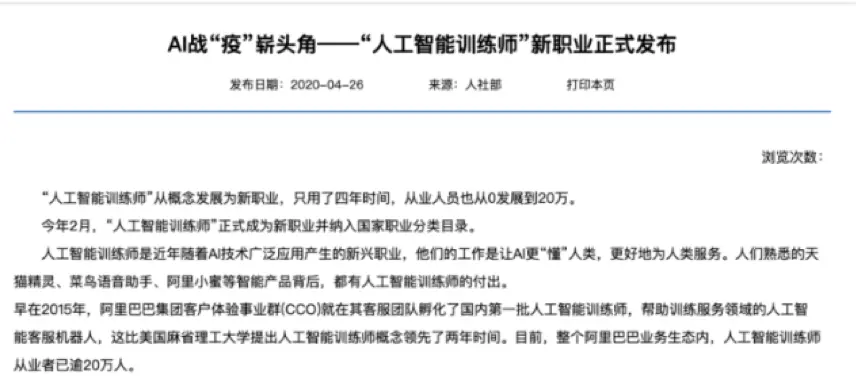 AI战“疫”崭头角——“人工智能训练师”新职业正式发布
发布日期：2020-04-26 来源：人社部 打印本页
浏览次数：
“人工智能训练师”从概念发展为新职业，只用了四年时间，从业人员也从0发展到20万。
今年2月，“人工智能训练师”正式成为新职业并纳入国家职业分类目录。
人工智能训练师是近年随着AI技术广泛应用产生的新兴职业，他们的工作是让AI更“懂”人类，更好地为人类服务。人们熟悉的天
猫精灵、菜鸟语音助手、阿里小蜜等智能产品背后，都有人工智能训练师的付出。
早在2015年，阿里巴巴集团客户体验事业群(CCO)就在其客服团队孵化了国内第一批人工智能训练师，帮助训练服务领域的人工智
能客服机器人，这比美国麻省理工大学提出人工智能训练师概念领先了两年时间。目前，整个阿里巴巴业务生态内，人工智能训练师
从业者已逾20万人。